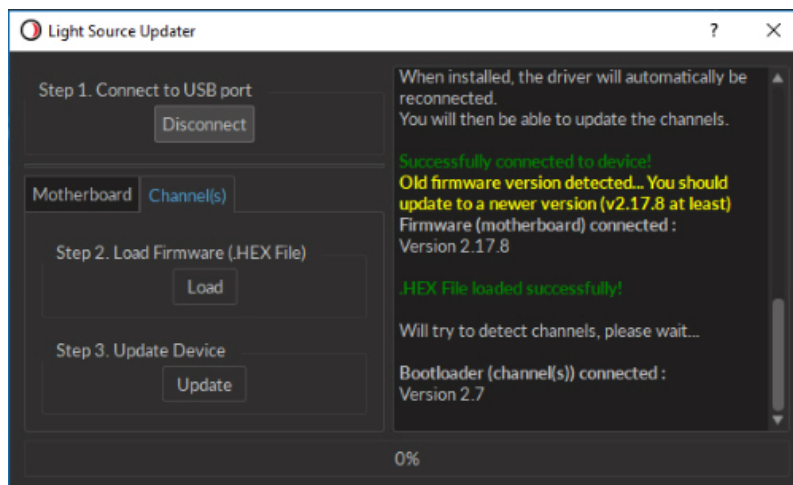 Light Source Updater
?
Step 1. Connect to USB port
Disconnect
Motherboard
Channel(s)
Step 2. Load Firmware (.HEX File)
Load
Step 3. Update Device
Update
When installed, the driver will automatically be
reconnected.
You will then be able to update the channels.
Successfully connected to device!
Old firmware version detected... You should
update to a newer version (v2.17.8 at least)
Firmware (motherboard) connected :
Version 2.17.8
.HEX File loaded successfully!
Will try to detect channels, please wait...
Bootloader (channel(s)) connected :
Version 2.7
0%